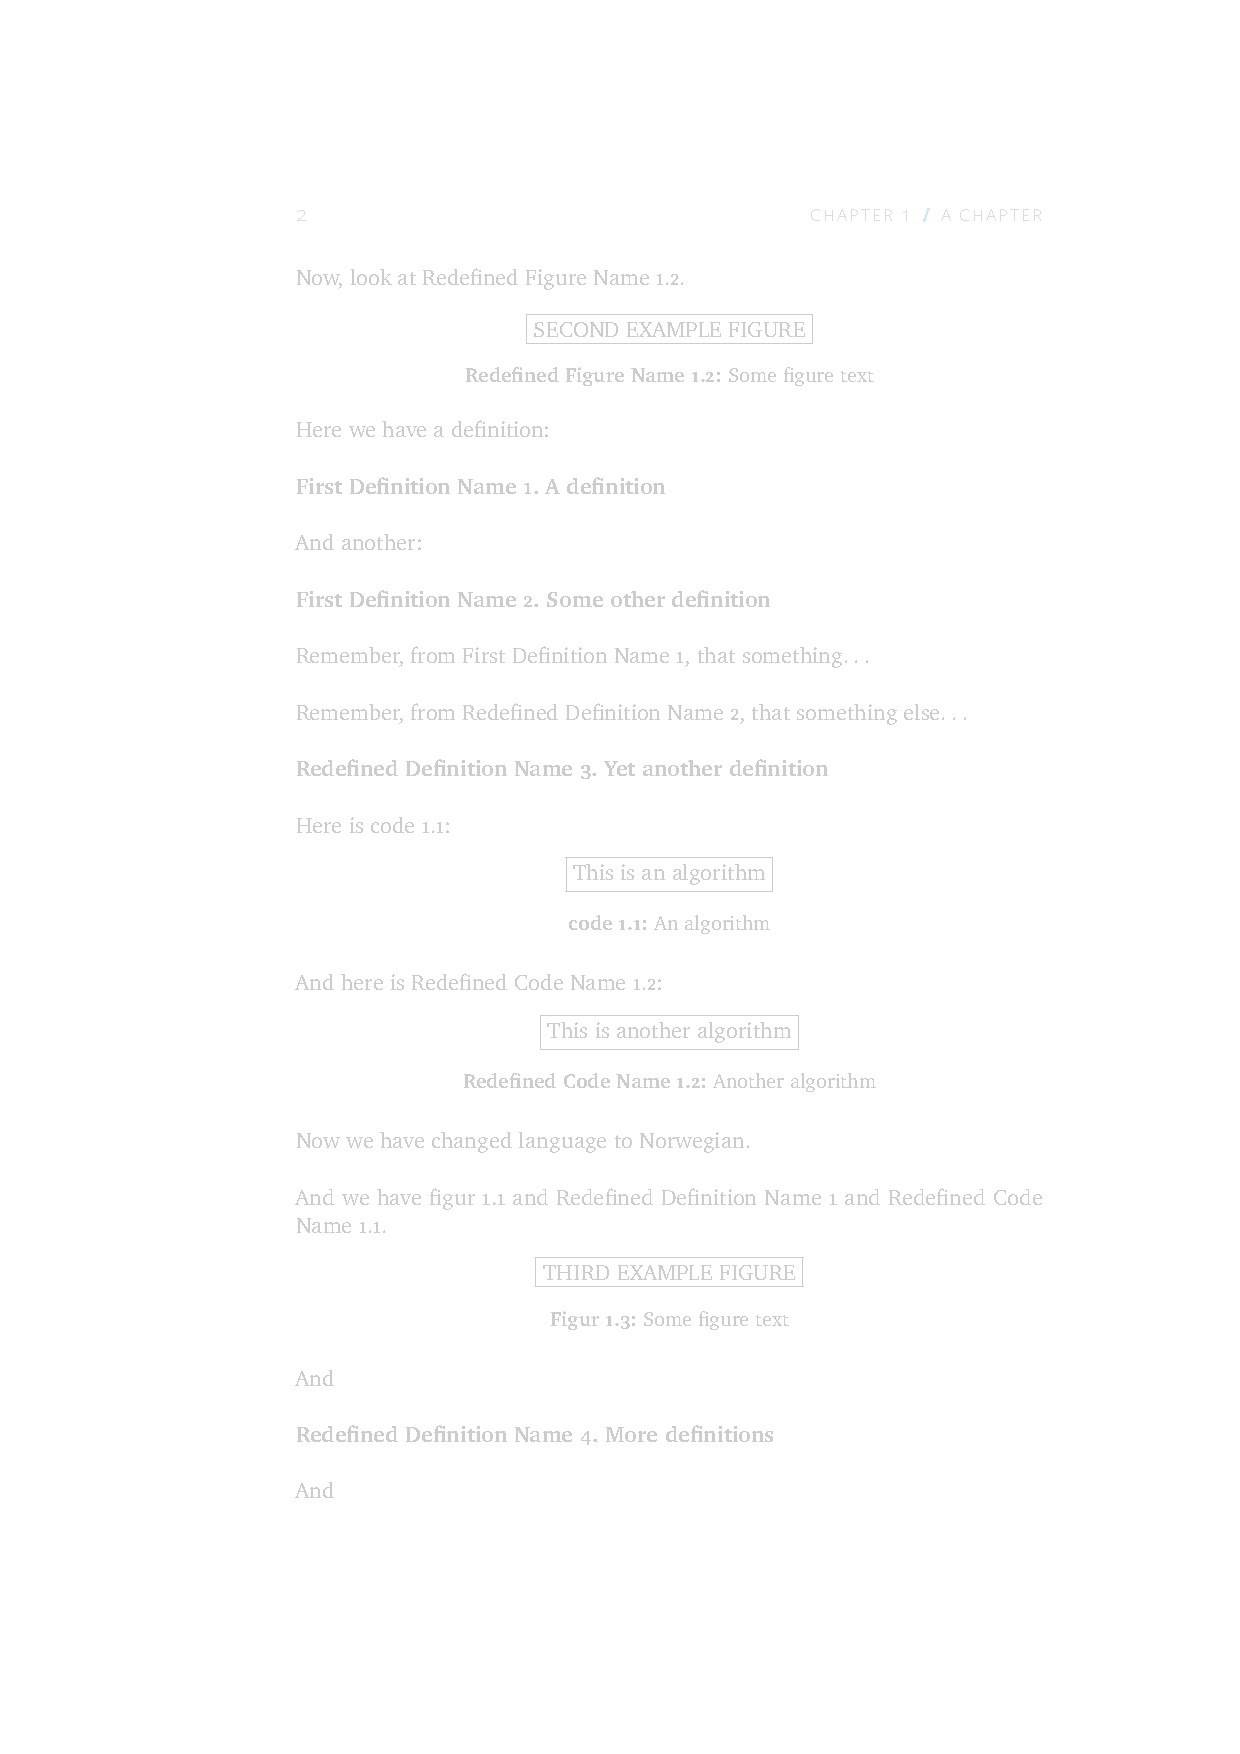 2 CHAPTER 1 / A CHAPTER
Now, look at Redefined Figure Name 1.2.
SECOND EXAMPLE FIGURE
Redefined Figure Name 1.2: Some figure text
Here we have a definition:
First Definition Name 1. A definition
And another:
First Definition Name 2. Some other definition
Remember, from First Definition Name 1, that something. . .
Remember, from Redefined Definition Name 2, that something else. . .
Redefined Definition Name 3. Yet another definition
Here is code 1.1:
This is an algorithm
code 1.1: An algorithm
And here is Redefined Code Name 1.2:
This is another algorithm
Redefined Code Name 1.2: Another algorithm
Now we have changed language to Norwegian.
And we have figur 1.1 and Redefined Definition Name 1 and Redefined Code
Name 1.1.
THIRD EXAMPLE FIGURE
Figur 1.3: Some figure text
And
Redefined Definition Name 4. More definitions
And